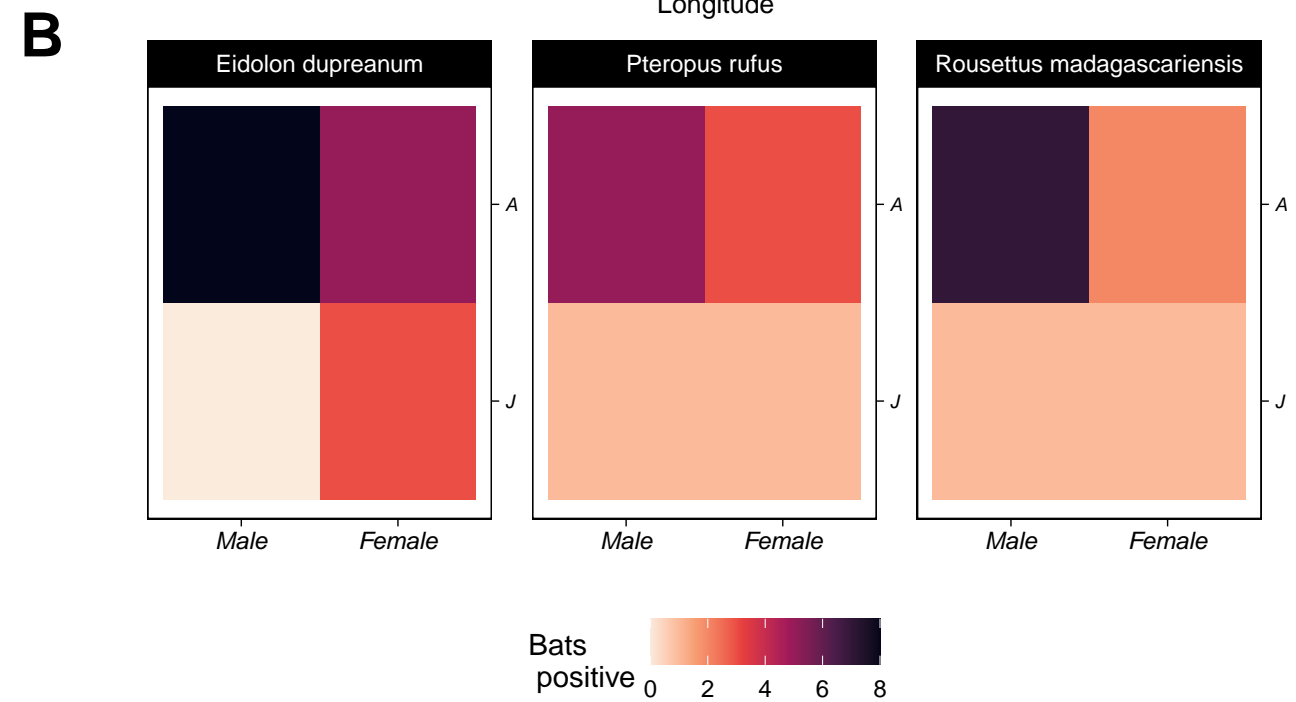 Longitude
B
Eidolon dupreanum
Pteropus rufus
Rousettus madagascariensis
A
A
A
J
J
J
Male
Female
Male
Female
Male
Female
Bats
positive
0 2 4 6 8